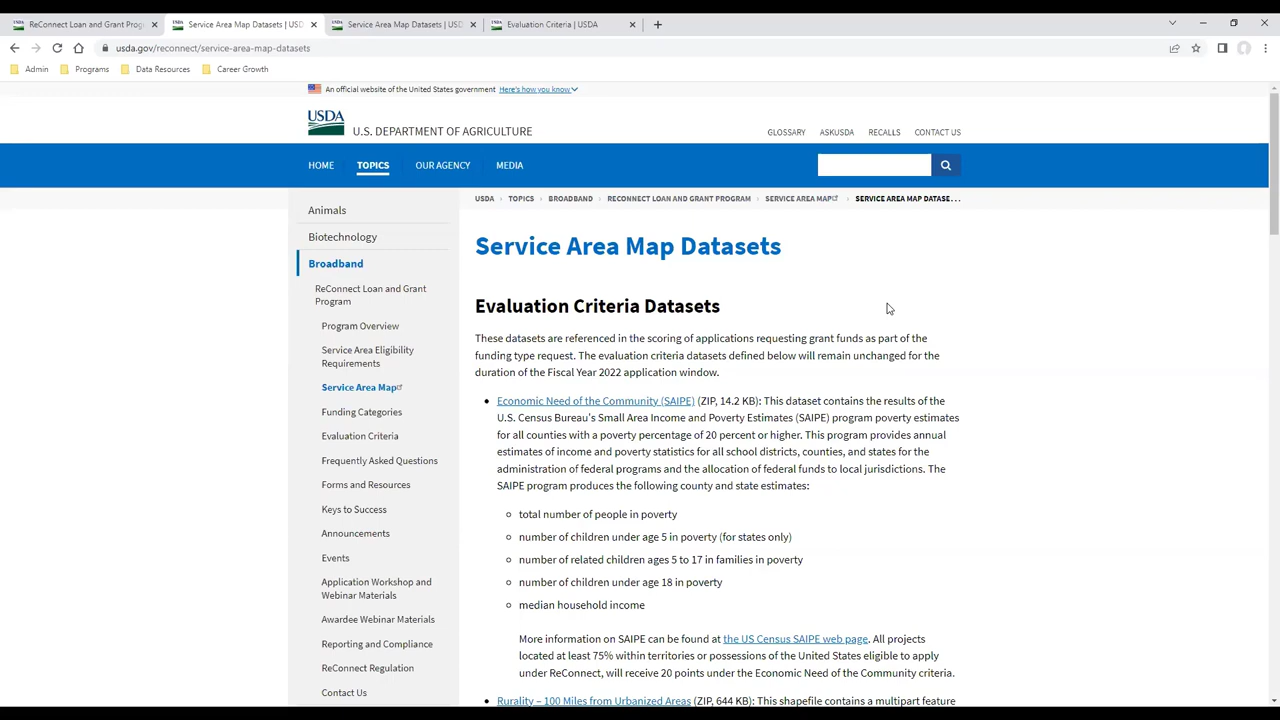 ReConnect Loan and Grant Prog
Service Area Map Datasets | USD
Service Area Map Datasets | USD
Evaluation Criteria | USDA
usda.gov/reconnect/service-area-map-datasets
Admin
Programs
Data Resources
Career Growth
An official website of the United States government Here's how you know
USDA
U.S. DEPARTMENT OF AGRICULTURE
GLOSSARY
ASKUSDA
RECALLS
CONTACT US
HOME
TOPICS
OUR AGENCY
MEDIA
USDA › TOPICS › BROADBAND › RECONNECT LOAN AND GRANT PROGRAM › SERVICE AREA MAP › SERVICE AREA MAP DATASE...
Animals
Biotechnology
Broadband
ReConnect Loan and Grant
Program
Program Overview
Service Area Eligibility
Requirements
Service Area Map
Funding Categories
Evaluation Criteria
Frequently Asked Questions
Forms and Resources
Keys to Success
Announcements
Events
Application Workshop and
Webinar Materials
Awardee Webinar Materials
Reporting and Compliance
ReConnect Regulation
Contact Us
Service Area Map Datasets
Evaluation Criteria Datasets
These datasets are referenced in the scoring of applications requesting grant funds as part of the
funding type request. The evaluation criteria datasets defined below will remain unchanged for the
duration of the Fiscal Year 2022 application window.
• Economic Need of the Community (SAIPE) (ZIP, 14.2 KB): This dataset contains the results of the
U.S. Census Bureau's Small Area Income and Poverty Estimates (SAIPE) program poverty estimates
for all counties with a poverty percentage of 20 percent or higher. This program provides annual
estimates of income and poverty statistics for all school districts, counties, and states for the
administration of federal programs and the allocation of federal funds to local jurisdictions. The
SAIPE program produces the following county and state estimates:
total number of people in poverty
number of children under age 5 in poverty (for states only)
number of related children ages 5 to 17 in families in poverty
number of children under age 18 in poverty
median household income
More information on SAIPE can be found at the US Census SAIPE web page. All projects
located at least 75% within territories or possessions of the United States eligible to apply
under ReConnect, will receive 20 points under the Economic Need of the Community criteria.
• Rurality – 100 Miles from Urbanized Areas (ZIP, 644 KB): This shapefile contains a multipart feature